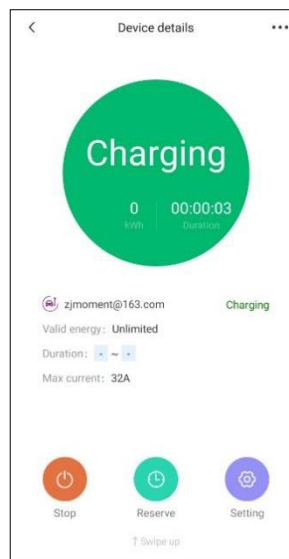 Device details
Charging
0 00:00:03
kWh Duration
zjmoment@163.com Charging
Valid energy: Unlimited
Duration: - ~ -
Max current: 32A
Stop Reserve Setting
↑ Swipe up